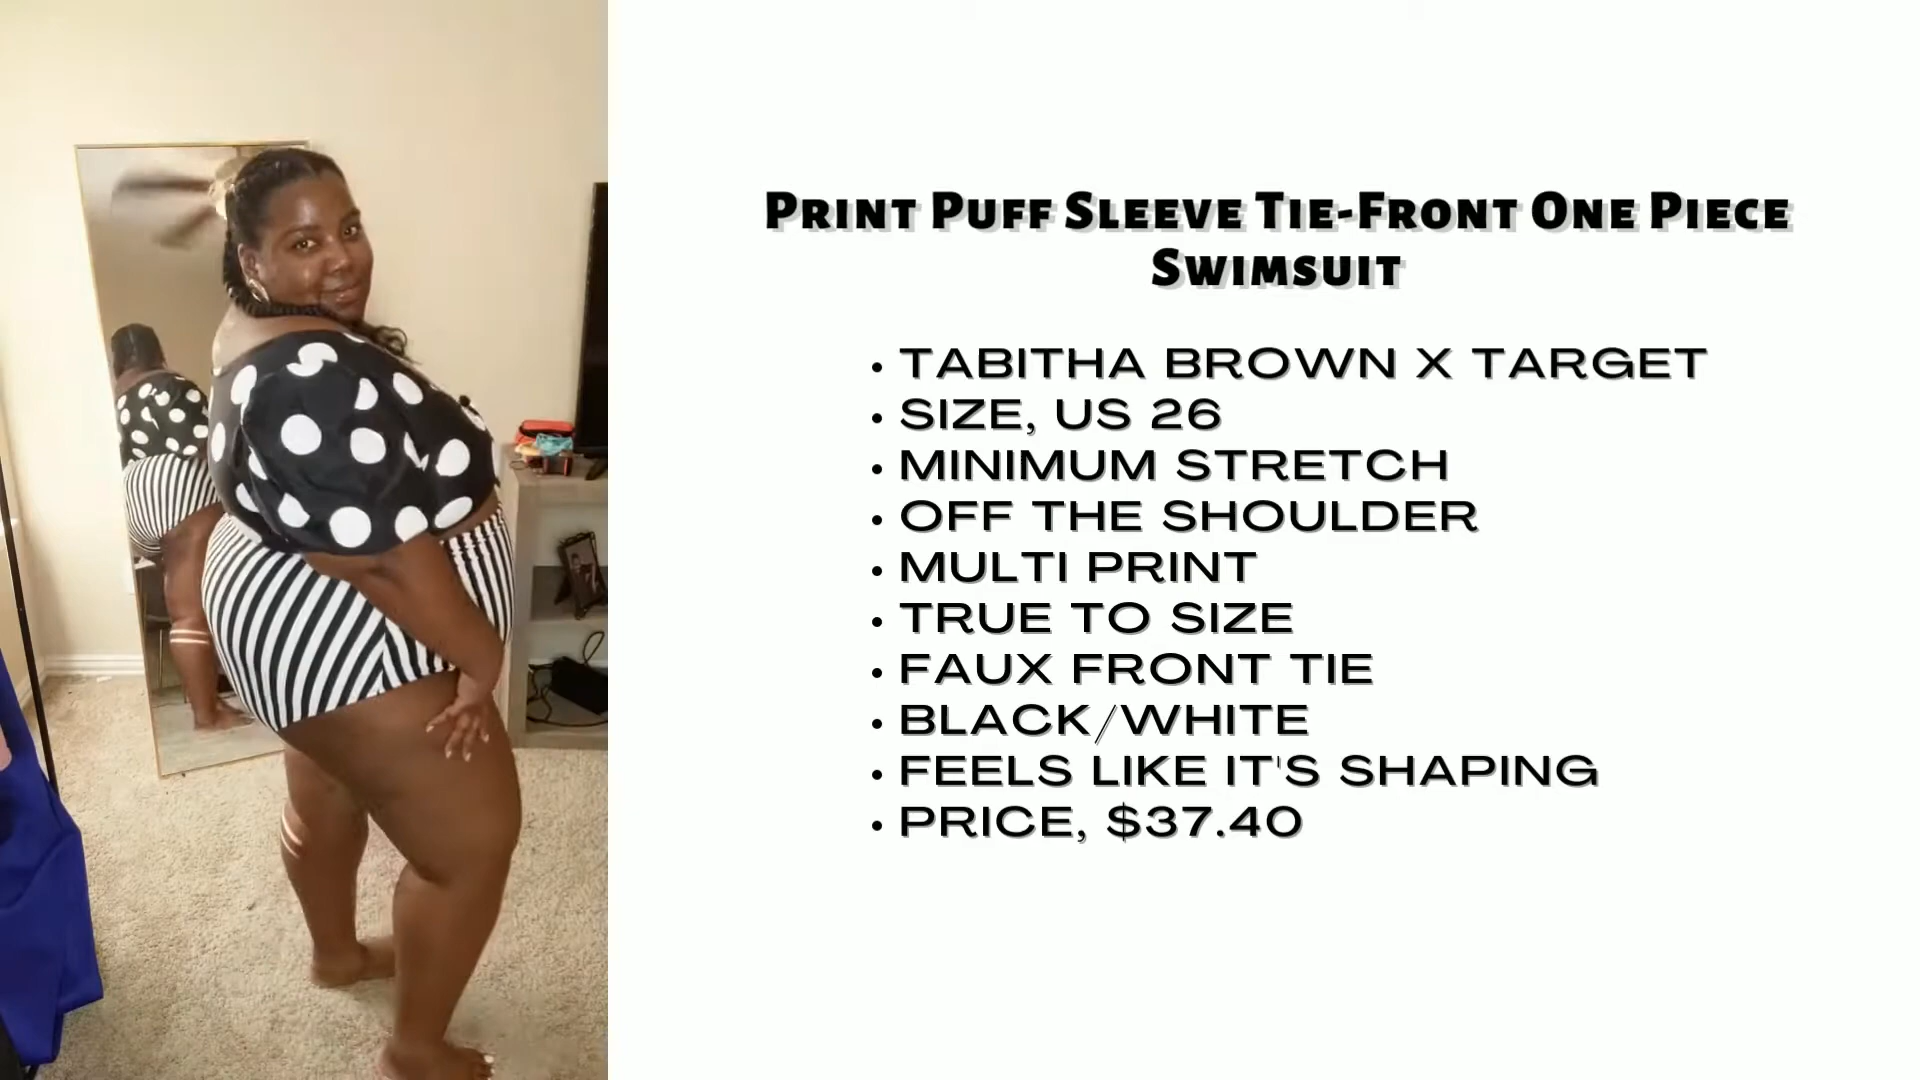 Print Puff Sleeve Tie-Front One Piece
Swimsuit
• TABITHA BROWN X TARGET
• SIZE, US 26
• MINIMUM STRETCH
• OFF THE SHOULDER
• MULTI PRINT
• TRUE TO SIZE
• FAUX FRONT TIE
• BLACK/WHITE
• FEELS LIKE IT'S SHAPING
• PRICE, $37.40